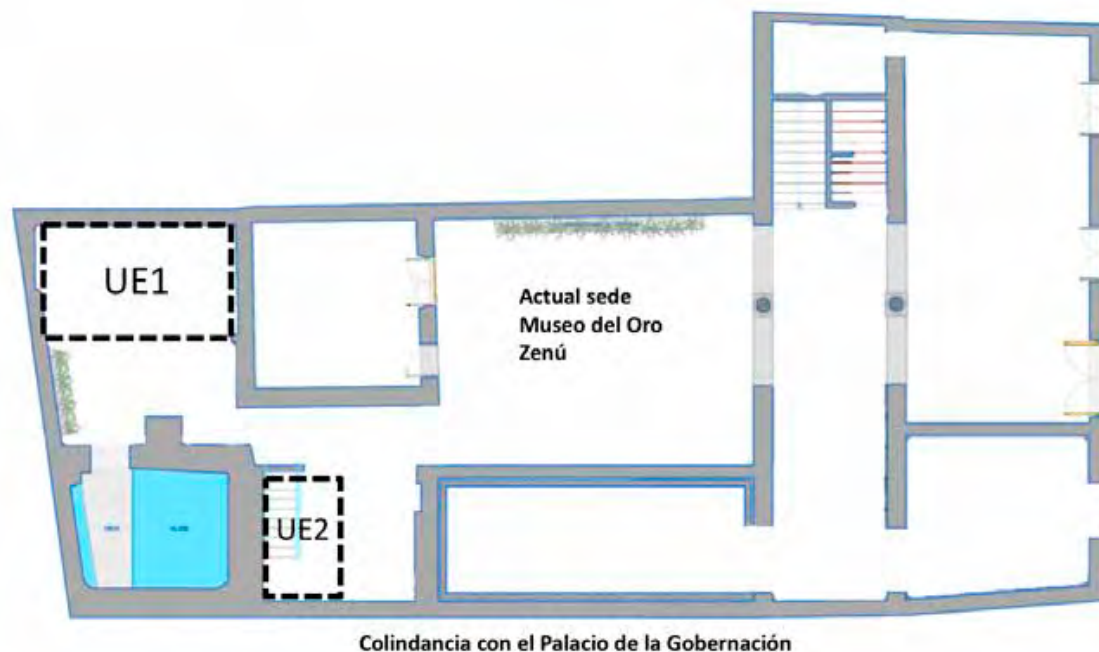 UE1
Actual sede
Museo del Oro
Zenú
UE2
Colindancia con el Palacio de la Gobernación